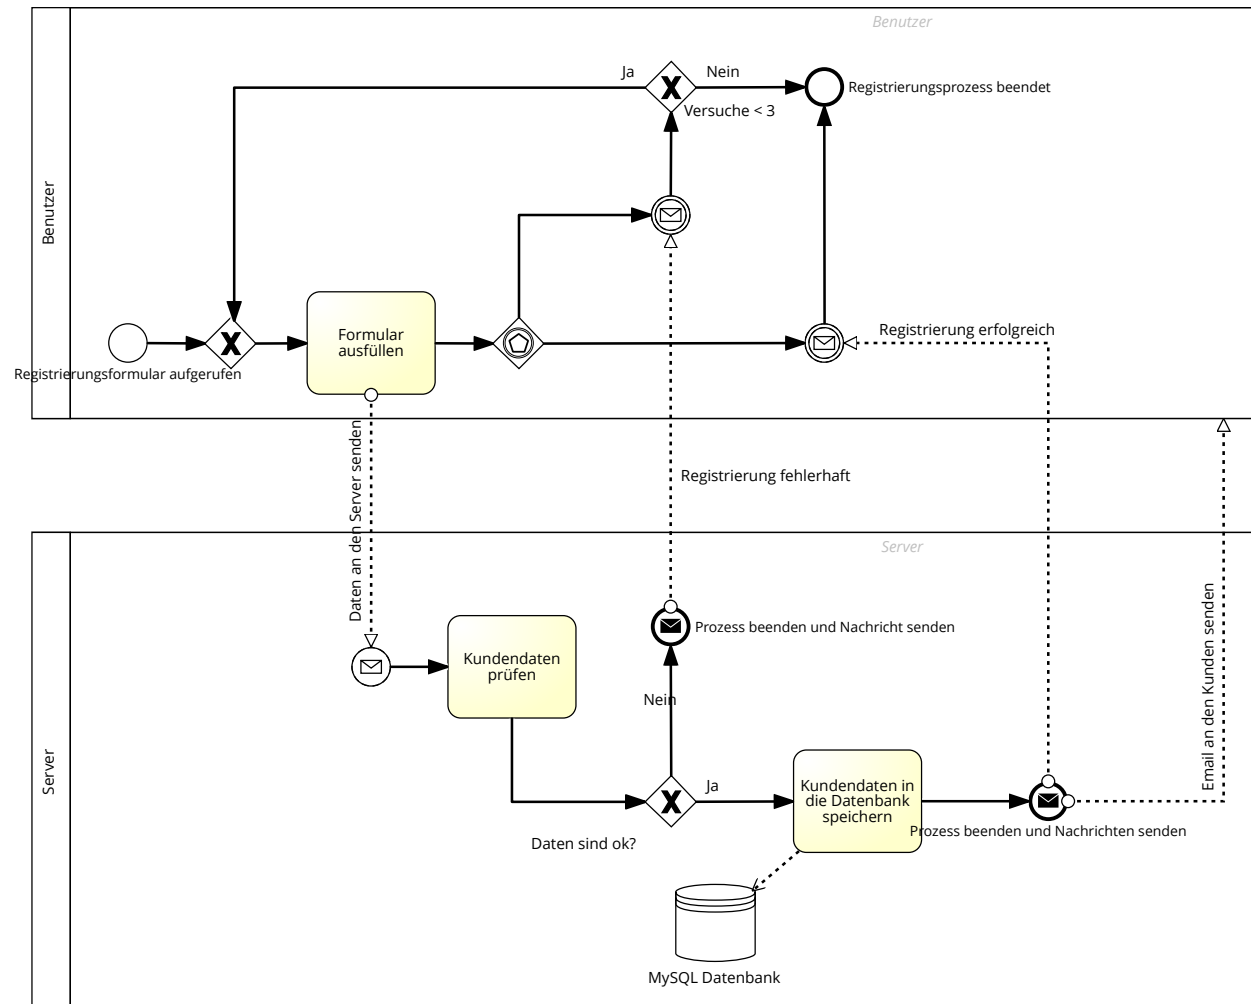 Benutzer
Ja
Nein
Registrierungsprozess beendet
Versuche < 3
Benutzer
Formular
ausfüllen
Registrierung erfolgreich
Registrierungsformular aufgerufen
Daten an den Server senden
Registrierung fehlerhaft
Server
Prozess beenden und Nachricht senden
Kundendaten
prüfen
Nein
Email an den Kunden senden
Server
Ja
Kundendaten in
die Datenbank
speichern
Prozess beenden und Nachrichten senden
Daten sind ok?
MySQL Datenbank